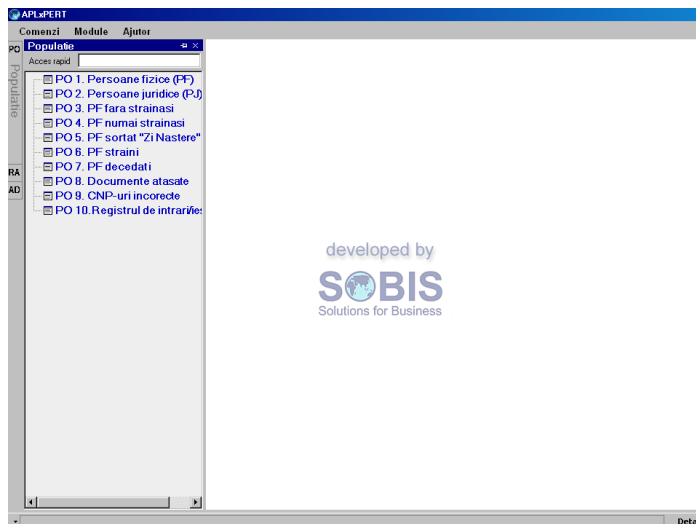 APLxPERT
Comenzi Module Ajutor
PO Populatie
Populatie
Acces rapid
PO 1. Persoane fizice (PF)
PO 2. Persoane juridice (PJ)
PO 3. PF fara strainasi
PO 4. PF numai strainasi
PO 5. PF sortat "Zi Nastere"
PO 6. PF straini
PO 7. PF decedati
PO 8. Documente atasate
PO 9. CNP-uri incorecte
PO 10.Registrul de intrari/ies
RA
AD
developed by
SOBIS
Solutions for Business
Deta